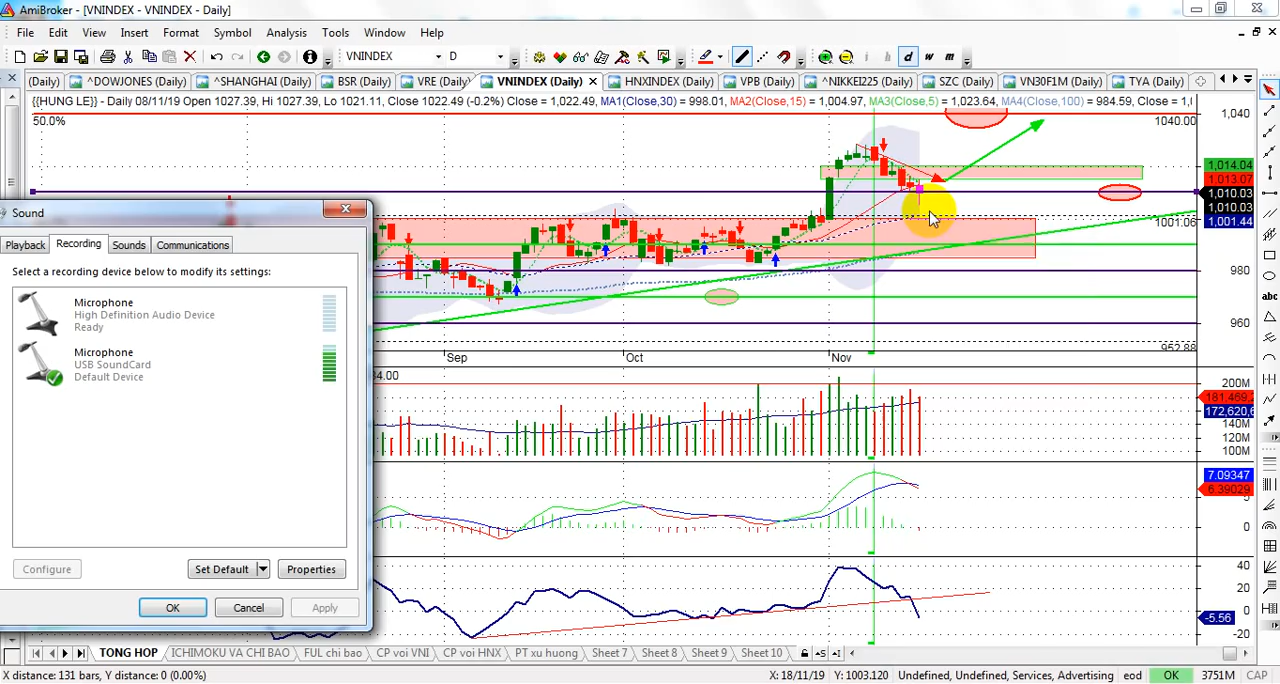 AmiBroker - [VNINDEX - VNINDEX - Daily]
File Edit View Insert Format Symbol Analysis Tools Window Help
VNINDEX D i h d w m
(Daily) ^DOWJONES (Daily) ^SHANGHAI (Daily) BSR (Daily) VRE (Daily) VNINDEX (Daily) HNXINDEX (Daily) VPB (Daily) ^NIKKEI225 (Daily) SZC (Daily) VN30F1M (Daily) TYA (Daily)
{{HUNG LE}} - Daily 08/11/19 Open 1027.39, Hi 1027.39, Lo 1021.11, Close 1022.49 (-0.2%) Close = 1,022.49, MA1(Close,30) = 998.01, MA2(Close,15) = 1,004.97, MA3(Close,5) = 1,023.64, MA4(Close,100) = 984.59, Close = 1,
50.0% 1040.00 1,040
1,014.04
1,013.07
1,010.03
1,010.03
1001.06 1,001.44
980
960
952.88
Sep Oct Nov
Sound
Playback Recording Sounds Communications
Select a recording device below to modify its settings:
Microphone
High Definition Audio Device
Ready
Microphone
USB SoundCard
Default Device
Configure Set Default Properties
OK Cancel Apply
34.00
200M
181,469,2
172,620,6
140M
120M
100M
7.09347
6.39029
0
40
20
0
-5.56
-20
TONG HOP ICHIMOKU VA CHI BAO FUL chi bao CP voi VNI CP voi HNX PT xu huong Sheet 7 Sheet 8 Sheet 9 Sheet 10
X distance: 131 bars, Y distance: 0 (0.00%) X: 18/11/19 Y: 1003.120 Undefined, Undefined, Services, Advertising eod OK 3751M CAP
abc